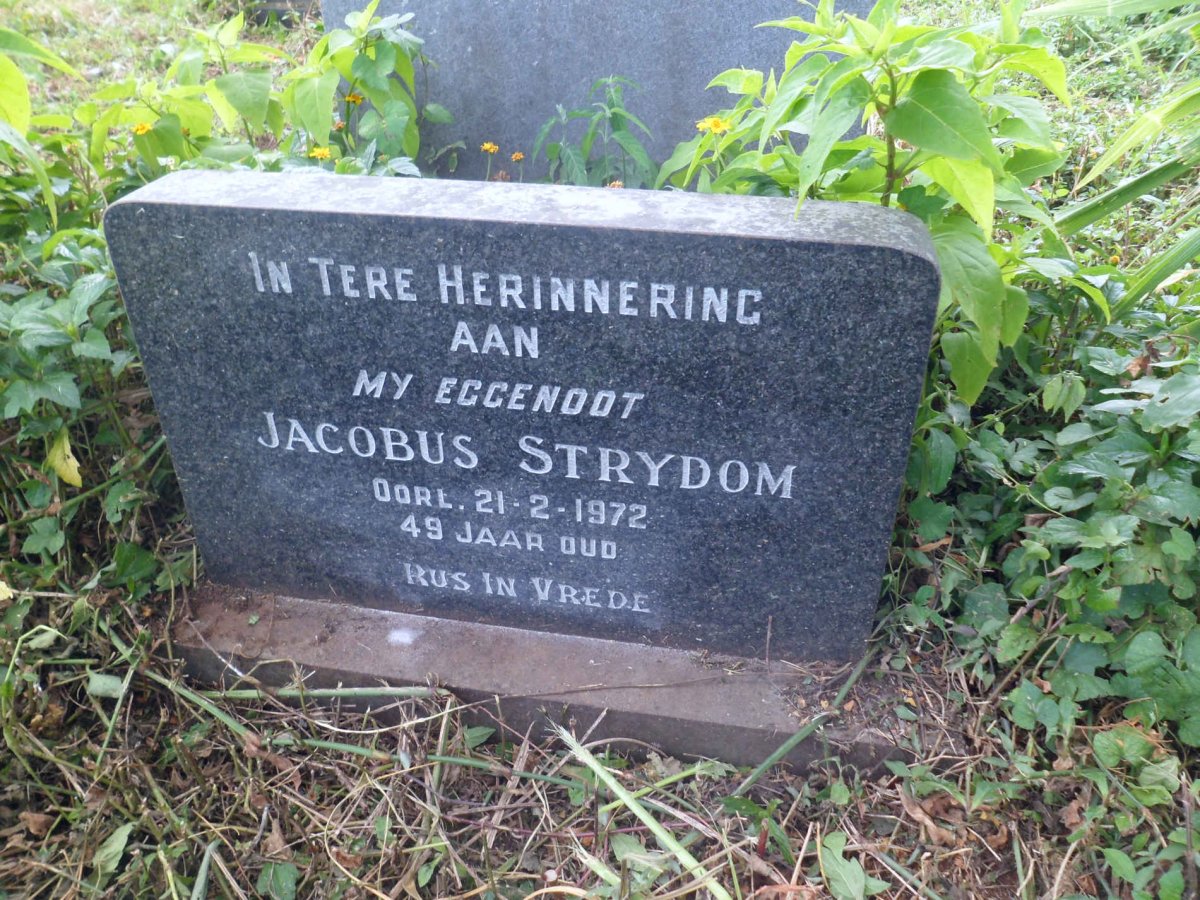 IN TERE HERINNERING
AAN
MY EGGENOOT
JACOBUS STRYDOM
OORL. 21-2-1972
49 JAAR OUD
RUS IN VREDE